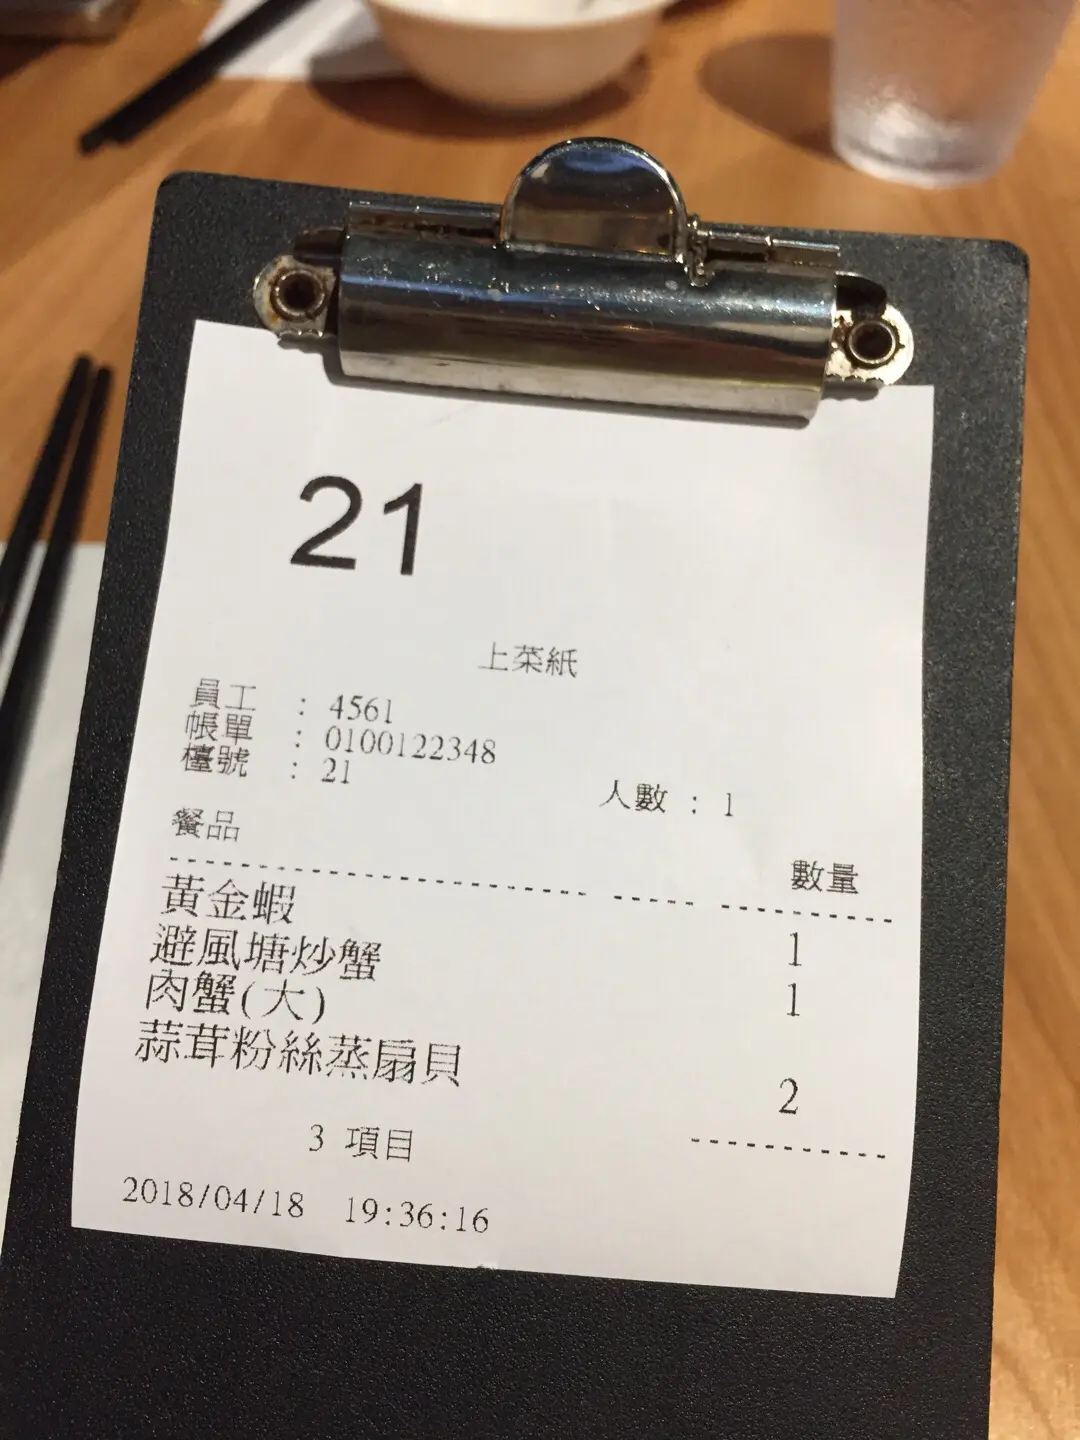 21
上菜紙
員工 : 4561
帳單 : 0100122348
檯號 : 21
人數 : 1
餐品 數量
黃金蝦 1
避風塘炒蟹 1
肉蟹(大)
蒜茸粉絲蒸扇貝 2
3 項目
2018/04/18 19:36:16